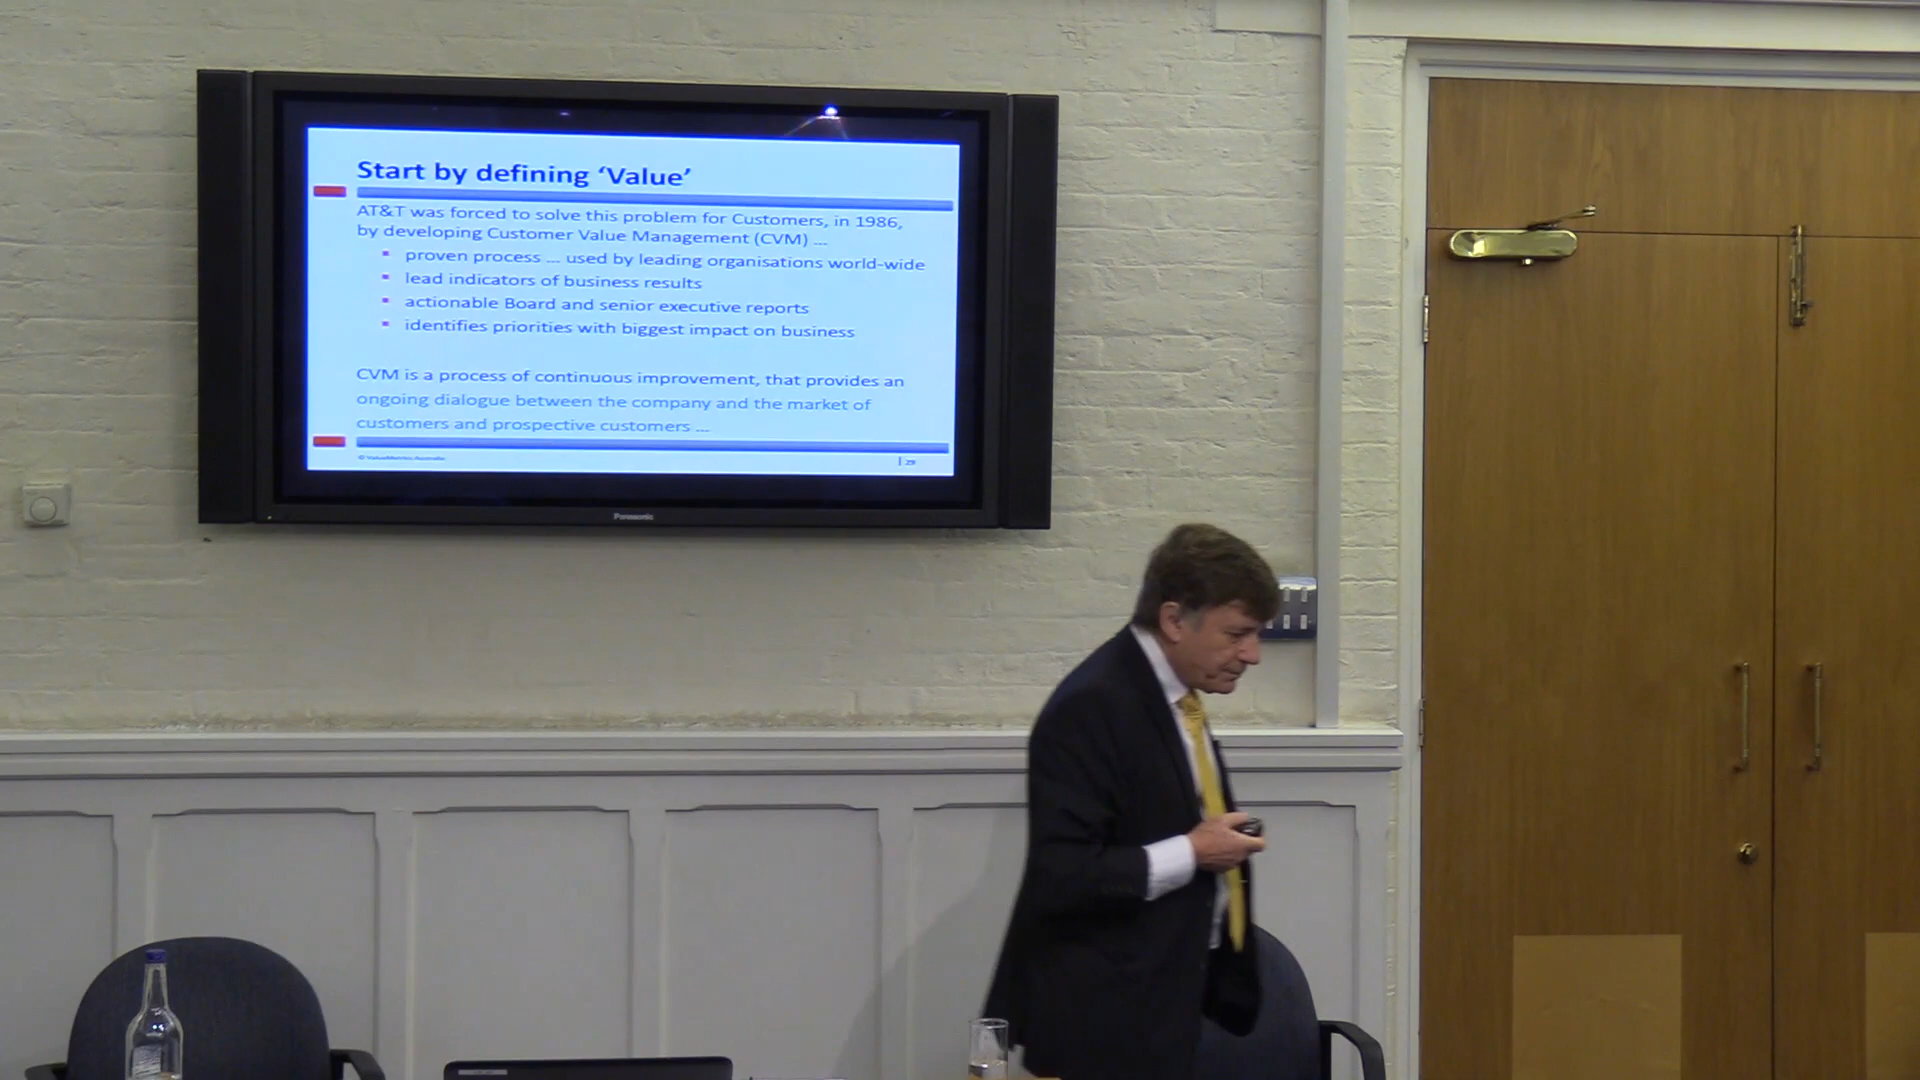 Start by defining ‘Value’
AT&T was forced to solve this problem for Customers, in 1986,
by developing Customer Value Management (CVM) ...
▪ proven process ... used by leading organisations world-wide
▪ lead indicators of business results
▪ actionable Board and senior executive reports
▪ identifies priorities with biggest impact on business
CVM is a process of continuous improvement, that provides an
ongoing dialogue between the company and the market of
customers and prospective customers ...
© ValueMetrics Australia
| 29
Panasonic